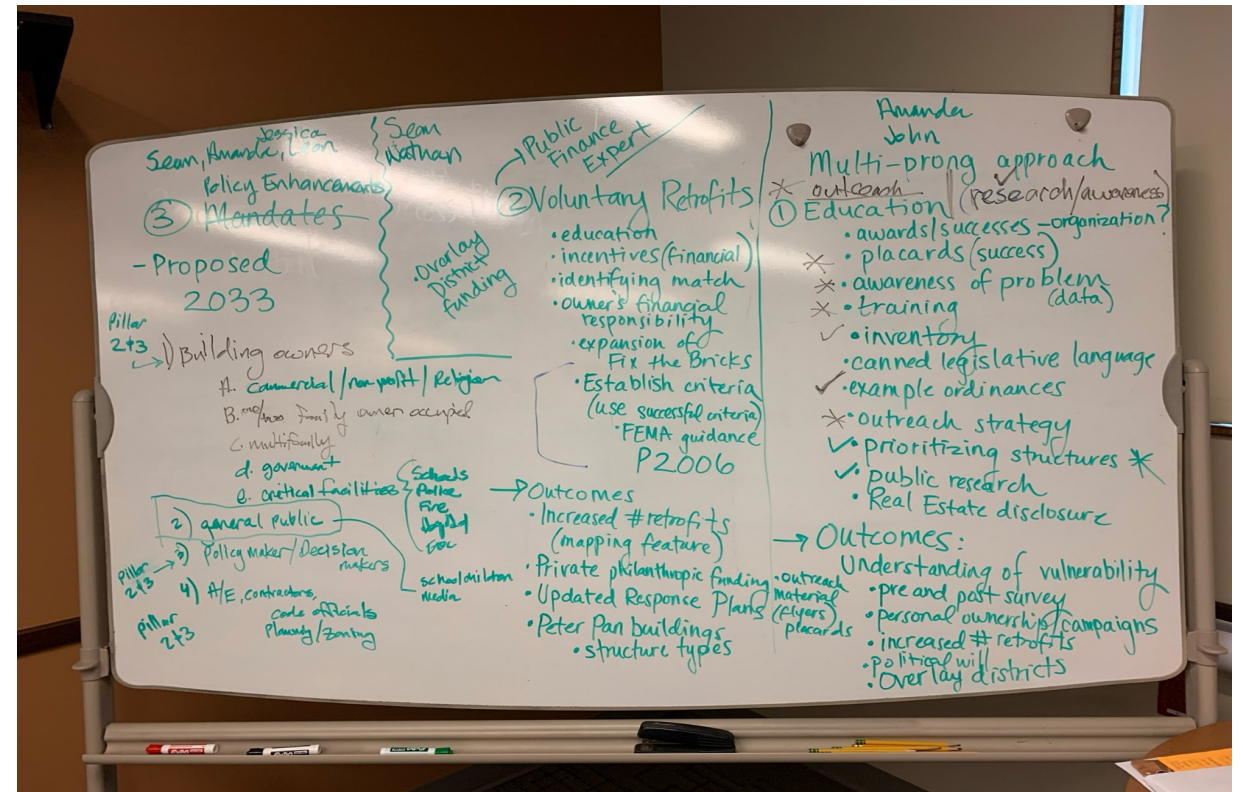 Jessica
Sean, Amanda, Leon
Policy Enhancements
③ Mandates
- Proposed
2033
Pillar
2+3
1) Building owners
A. Commercial/nonprofit/Religion
B. one/two family owner occupied
C. multifamily
d. government
e. critical facilities
Schools
Police
Fire
EOC
2) general public
school children
media
Pillar
2+3
3) Policy maker/Decision
makers
Pillar
2+3
4) A/E, contractors,
code officials
Planning/Zoning
Sean
Nathan
• Overlay
District
funding
Public
Finance
Expert
② Voluntary Retrofits
• education
• incentives (financial)
• identifying match
• owner's financial
responsibility
• expansion of
Fix the Bricks
• Establish criteria
(use successful criteria)
• FEMA guidance
P2006
→ Outcomes
• Increased # retrofits
(mapping feature)
• Private philanthropic funding
• Updated Response Plans
• Peter Pan buildings
• structure types
Amanda
John
Multi-prong approach
* outreach (research/awareness)
① Education
• awards/successes - organization?
* • placards (success)
* • awareness of problem
(data)
* • training
✓ • inventory
• canned legislative language
✓ • example ordinances
* • outreach strategy
✓ • prioritizing structures *
✓ • public research
• Real Estate disclosure
→ Outcomes:
Understanding of vulnerability
• outreach
material
(flyers)
placards
• pre and post survey
• personal ownership/campaigns
• increased # retrofits
• political will
• Overlay districts